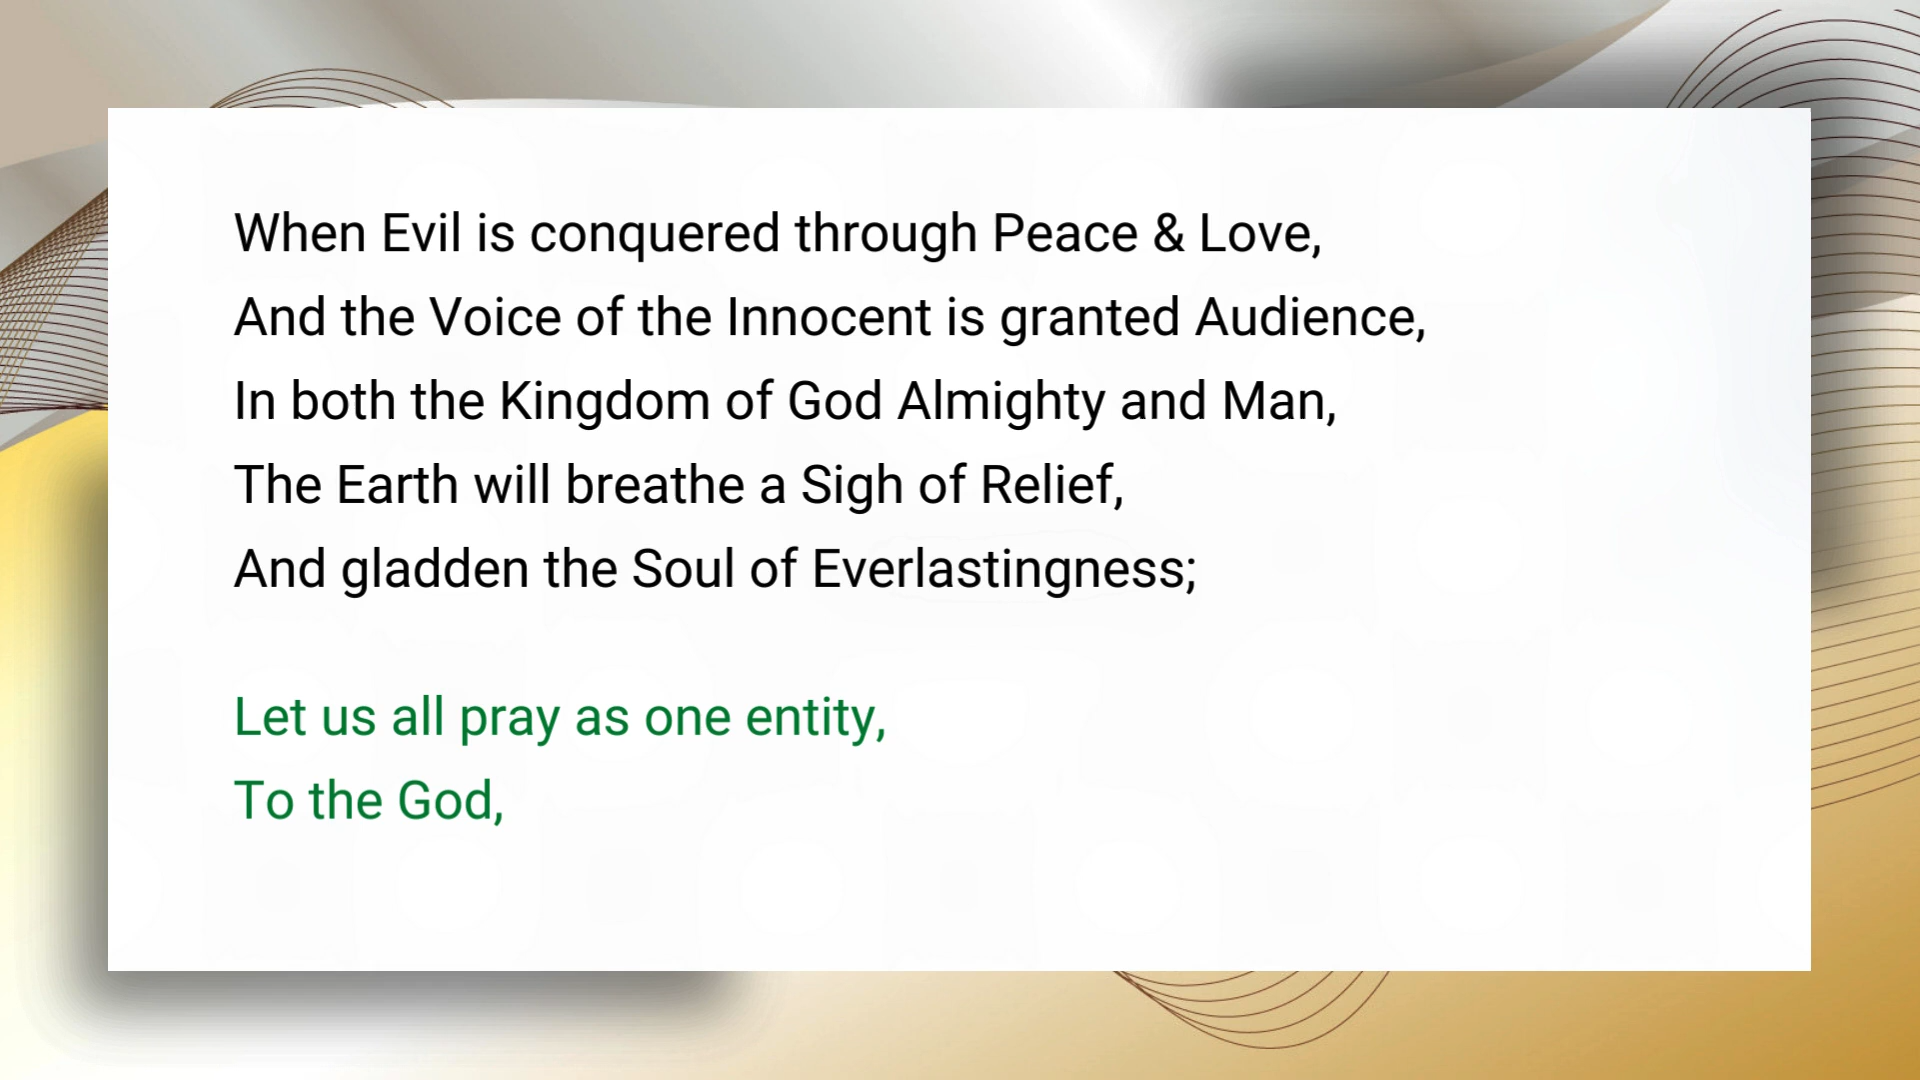 When Evil is conquered through Peace & Love,
And the Voice of the Innocent is granted Audience,
In both the Kingdom of God Almighty and Man,
The Earth will breathe a Sigh of Relief,
And gladden the Soul of Everlastingness;
Let us all pray as one entity,
To the God,